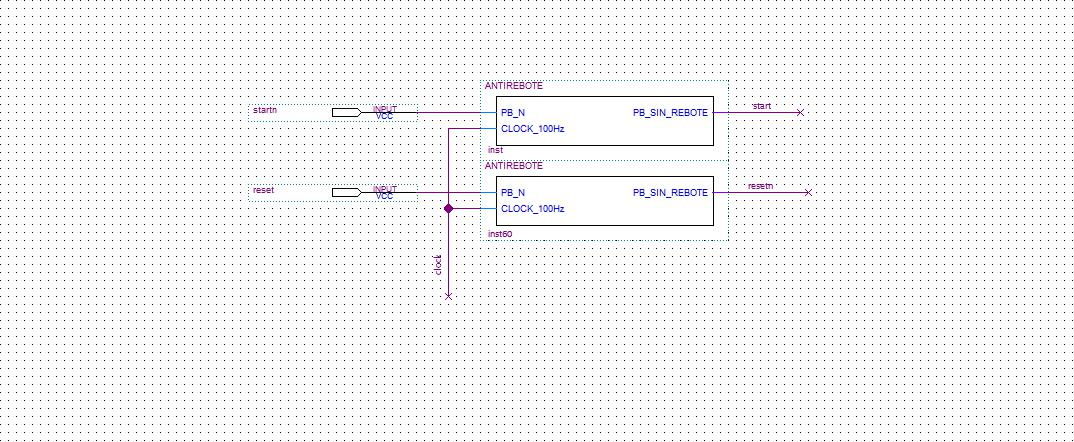 ANTIREBOTE
startn
INPUT
VCC
PB_N
PB_SIN_REBOTE
start
CLOCK_100Hz
inst
ANTIREBOTE
reset
INPUT
VCC
PB_N
PB_SIN_REBOTE
resetn
CLOCK_100Hz
inst60
clock